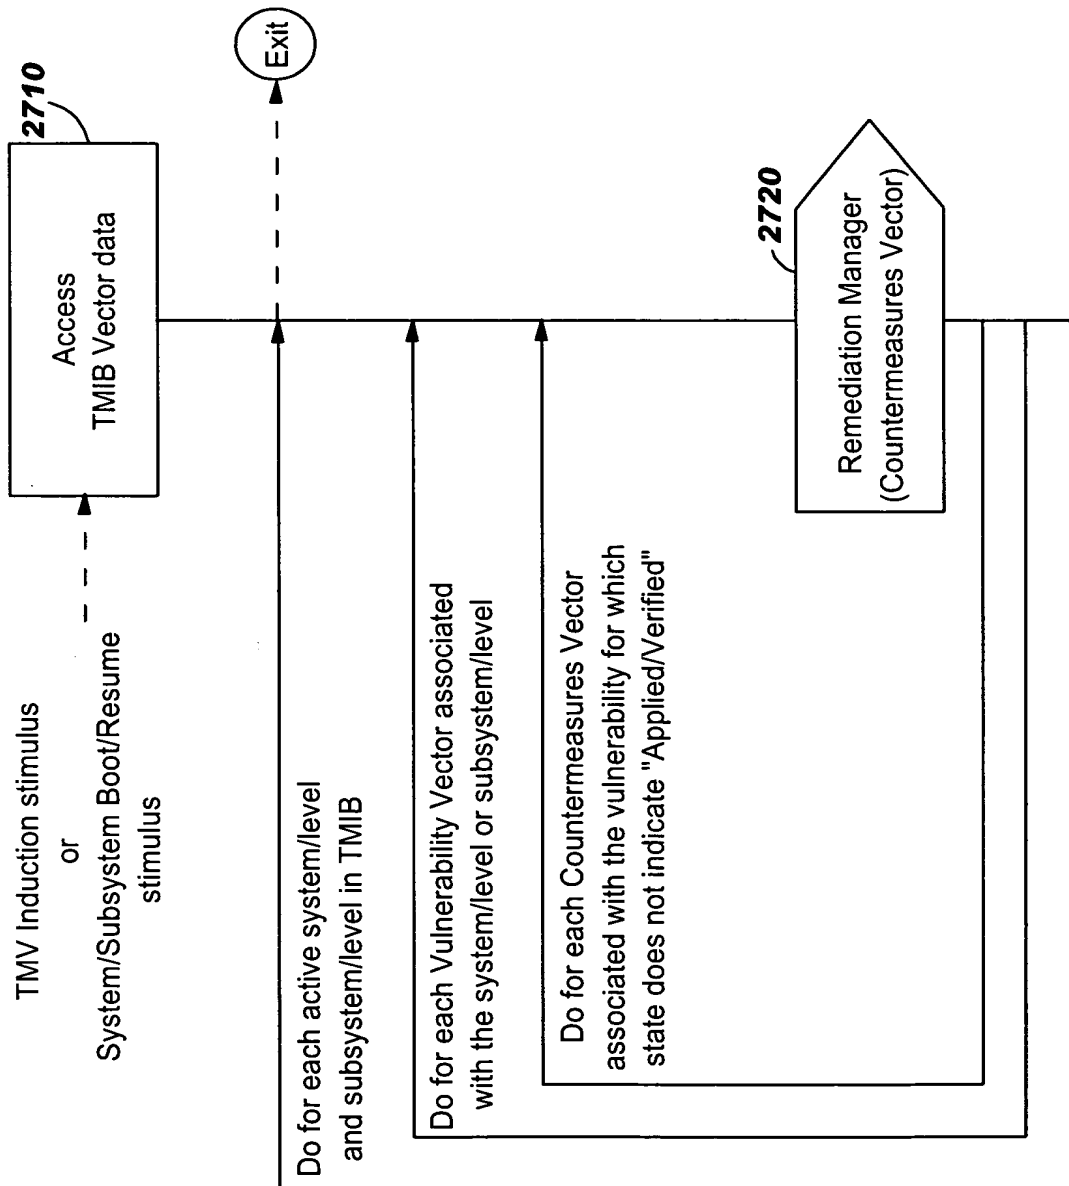 TMV Induction stimulus
or
System/Subsystem Boot/Resume
stimulus
Access
TMIB Vector data
2710
Exit
Do for each active system/level
and subsystem/level in TMIB
Do for each Vulnerability Vector associated
with the system/level or subsystem/level
Do for each Countermeasures Vector
associated with the vulnerability for which
state does not indicate "Applied/Verified"
2720
Remediation Manager
(Countermeasures Vector)